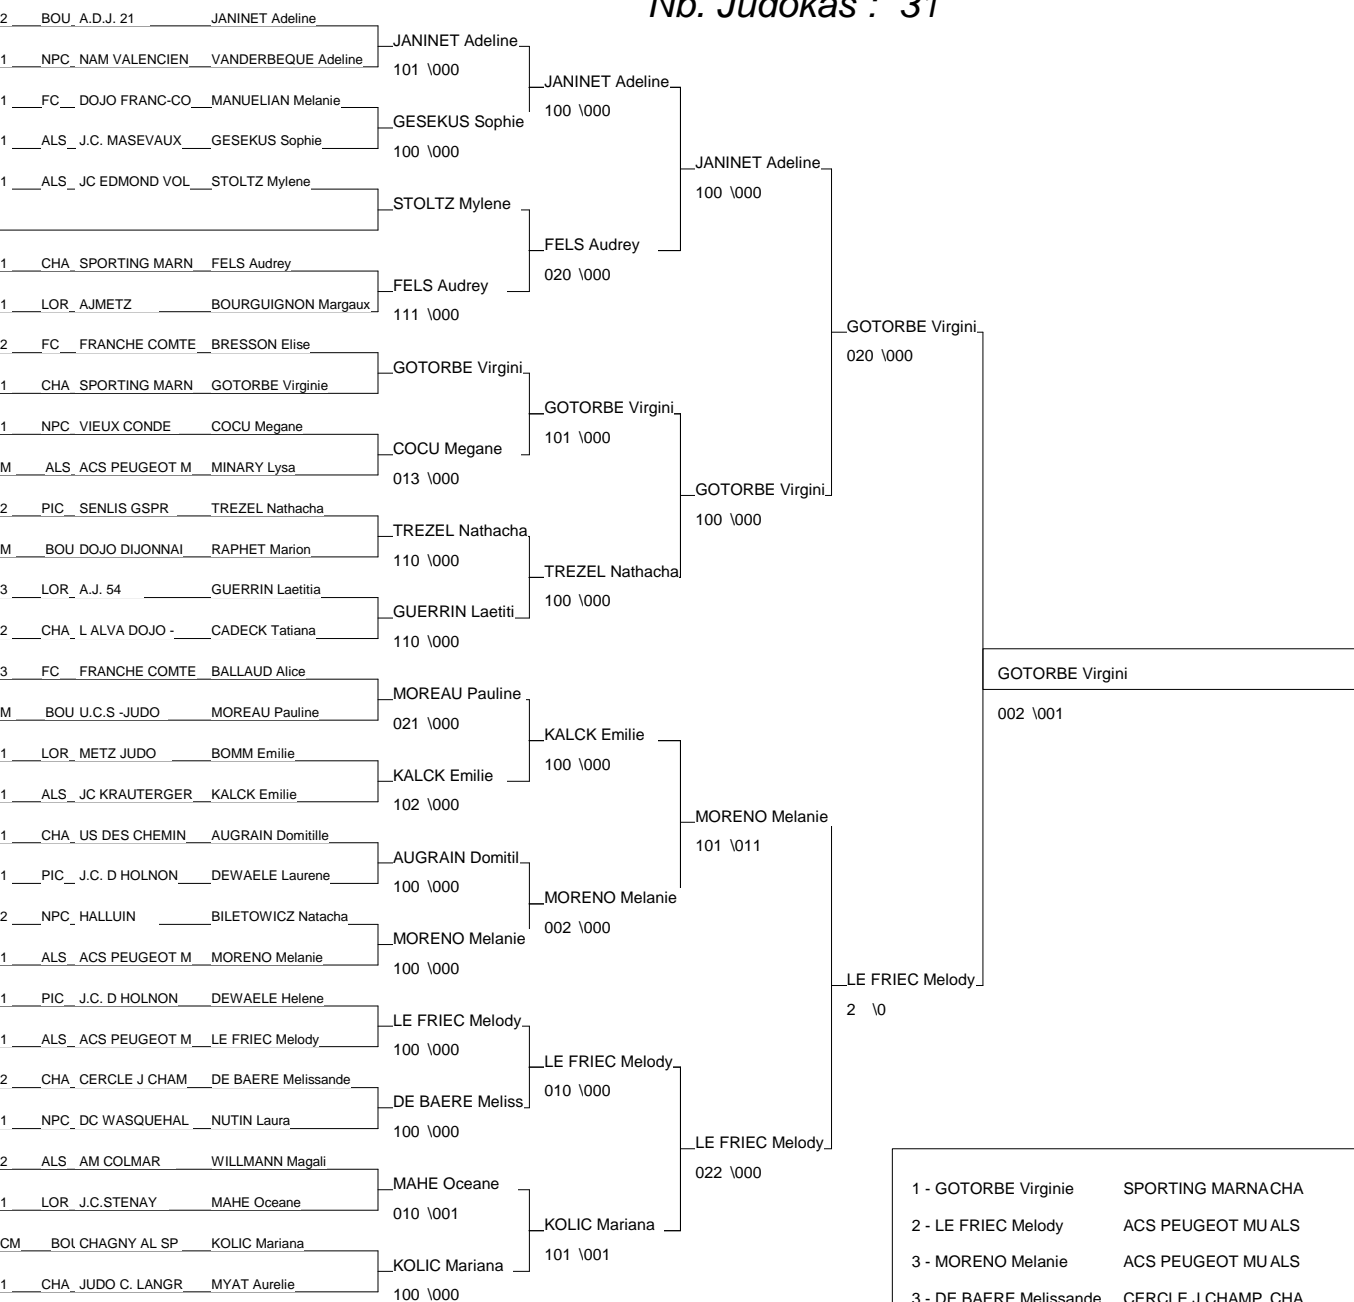 Nb. Judokas : 31
2 BOU A.D.J. 21 JANINET Adeline
JANINET Adeline
1 NPC NAM VALENCIEN VANDERBEQUE Adeline
101 \000
JANINET Adeline
1 FC DOJO FRANC-CO MANUELIAN Melanie
100 \000
GESEKUS Sophie
1 ALS J.C. MASEVAUX GESEKUS Sophie
100 \000
JANINET Adeline
1 ALS JC EDMOND VOL STOLTZ Mylene
100 \000
STOLTZ Mylene
FELS Audrey
1 CHA SPORTING MARN FELS Audrey
020 \000
FELS Audrey
1 LOR AJMETZ BOURGUIGNON Margaux
111 \000
GOTORBE Virgini
2 FC FRANCHE COMTE BRESSON Elise
020 \000
GOTORBE Virgini
1 CHA SPORTING MARN GOTORBE Virginie
GOTORBE Virgini
1 NPC VIEUX CONDE COCU Megane
101 \000
COCU Megane
M ALS ACS PEUGEOT M MINARY Lysa
013 \000
GOTORBE Virgini
2 PIC SENLIS GSPR TREZEL Nathacha
100 \000
TREZEL Nathacha
M BOU DOJO DIJONNAI RAPHET Marion
110 \000
TREZEL Nathacha
3 LOR A.J. 54 GUERRIN Laetitia
100 \000
GUERRIN Laetiti
2 CHA L ALVA DOJO - CADECK Tatiana
110 \000
3 FC FRANCHE COMTE BALLAUD Alice
GOTORBE Virgini
MOREAU Pauline
M BOU U.C.S -JUDO MOREAU Pauline
002 \001
021 \000
KALCK Emilie
1 LOR METZ JUDO BOMM Emilie
100 \000
KALCK Emilie
1 ALS JC KRAUTERGER KALCK Emilie
102 \000
MORENO Melanie
1 CHA US DES CHEMIN AUGRAIN Domitille
101 \011
AUGRAIN Domitil
1 PIC J.C. D HOLNON DEWAELE Laurene
100 \000
MORENO Melanie
2 NPC HALLUIN BILETOWICZ Natacha
002 \000
MORENO Melanie
1 ALS ACS PEUGEOT M MORENO Melanie
100 \000
LE FRIEC Melody
1 PIC J.C. D HOLNON DEWAELE Helene
2 \0
LE FRIEC Melody
1 ALS ACS PEUGEOT M LE FRIEC Melody
100 \000
LE FRIEC Melody
2 CHA CERCLE J CHAM DE BAERE Melissande
010 \000
DE BAERE Meliss
1 NPC DC WASQUEHAL NUTIN Laura
100 \000
LE FRIEC Melody
2 ALS AM COLMAR WILLMANN Magali
022 \000
MAHE Oceane
1 LOR J.C.STENAY MAHE Oceane
010 \001
KOLIC Mariana
CM BOU CHAGNY AL SP KOLIC Mariana
101 \001
KOLIC Mariana
1 CHA JUDO C. LANGR MYAT Aurelie
100 \000
1 - GOTORBE Virginie SPORTING MARNA CHA
2 - LE FRIEC Melody ACS PEUGEOT MU ALS
3 - MORENO Melanie ACS PEUGEOT MU ALS
3 - DE BAERE Melissande CERCLE J CHAMP CHA